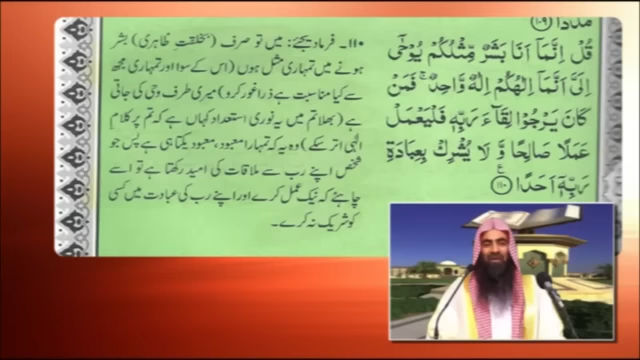 مَدَدًا ﴿١٠٩﴾
قُلْ اِنَّمَاۤ اَنَا بَشَرٌ مِّثْلُكُمْ يُوْحٰۤى
اِلَیَّ اَنَّمَاۤ اِلٰهُكُمْ اِلٰهٌ وَّاحِدٌ ۚ فَمَنْ
كَانَ یَرْجُوْا لِقَآءَ رَبِّهٖ فَلْیَعْمَلْ
عَمَلًا صَالِحًا وَّ لَا یُشْرِكْ بِعِبَادَةِ
رَبِّهٖۤ اَحَدًا ﴿١١٠﴾
۱۱۰۔ فرما دیجئے: میں تو صرف (بخلقتِ ظاہری) بشر
ہونے میں تمہاری مثل ہوں (اس کے سوا اور تمہاری مجھ
سے کیا مناسبت ہے ذرا غور کرو) میری طرف وحی کی جاتی
ہے (بھلا تم میں یہ نوری استعداد کہاں ہے کہ تم پر کلامِ
الٰہی اتر سکے) وہ یہ کہ تمہارا معبود، معبودِ یکتا ہی ہے پس جو
شخص اپنے رب سے ملاقات کی امید رکھتا ہے تو اسے
چاہئے کہ نیک عمل کرے اور اپنے رب کی عبادت میں کسی
کو شریک نہ کرے۔